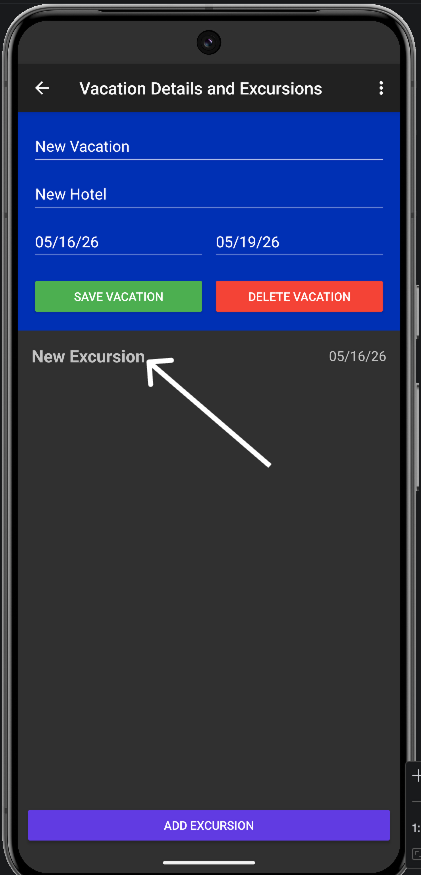 Vacation Details and Excursions
New Vacation
New Hotel
05/16/26 05/19/26
SAVE VACATION DELETE VACATION
New Excursion 05/16/26
ADD EXCURSION
1: